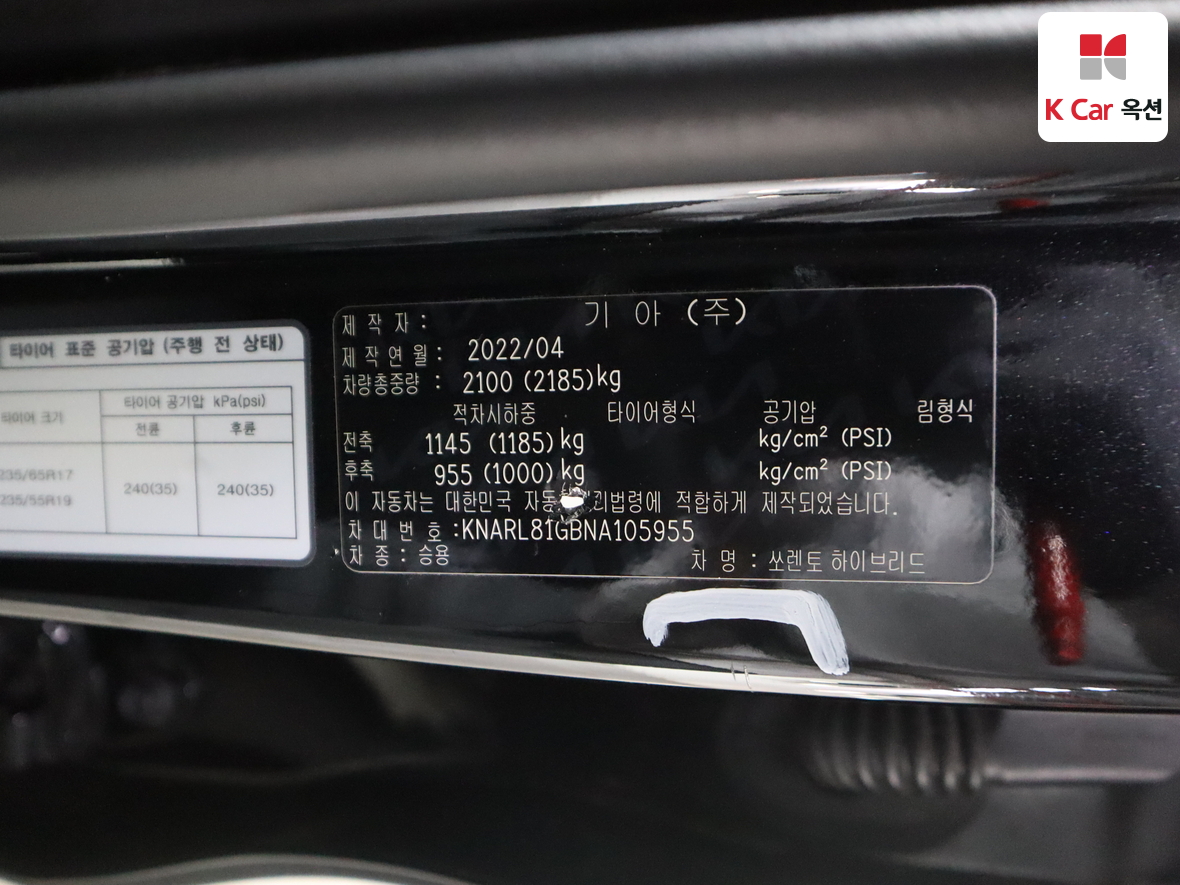 K Car 옥션
타이어 표준 공기압 (주행 전 상태)
타이어 크기 타이어 공기압 kPa(psi)
전륜 후륜
235/65R17
235/55R19
240(35) 240(35)
제 작 자 : 기 아 (주)
제 작 연 월 : 2022/04
차량총중량 : 2100 (2185)kg
적차시하중 타이어형식 공기압 림형식
전축 1145 (1185)kg kg/cm² (PSI)
후축 955 (1000)kg kg/cm² (PSI)
이 자동차는 대한민국 적합하게 제작되었습니다.
차 대 번 호 :KNARL81GBNA105955
차 종 : 승용 차 명 : 쏘렌토 하이브리드